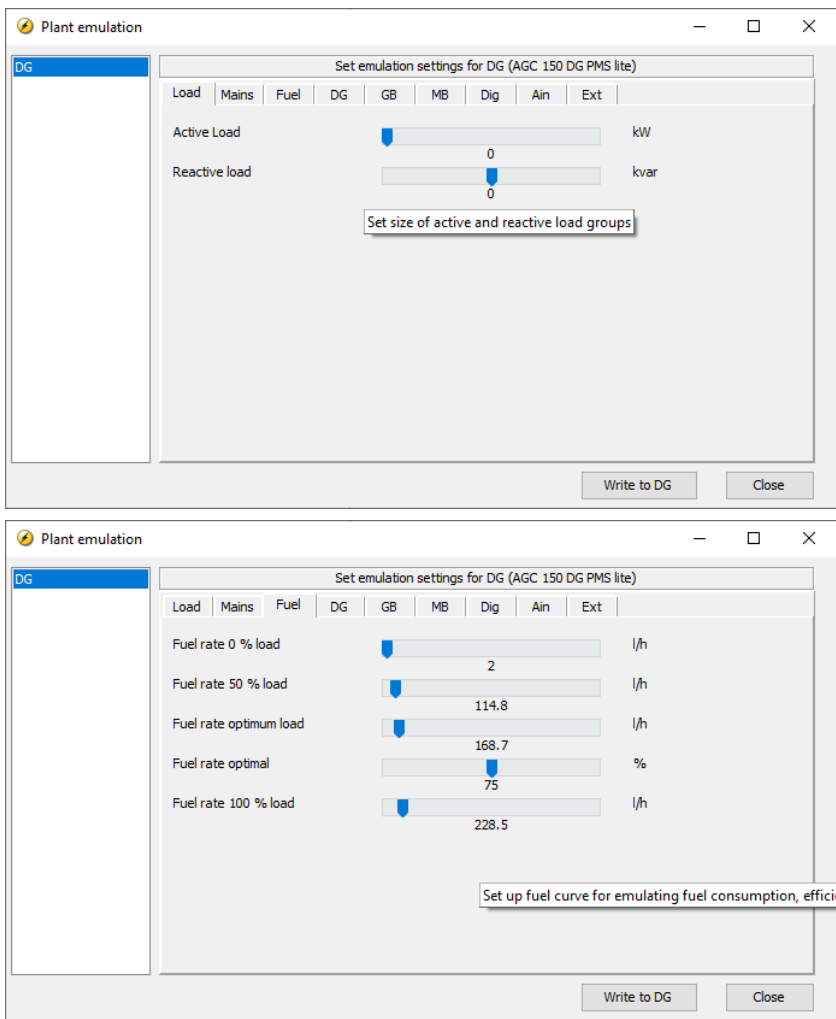 Plant emulation
DG
Set emulation settings for DG (AGC 150 DG PMS lite)
Load Mains Fuel DG GB MB Dig Ain Ext
Active Load kW
0
Reactive load kvar
0
Set size of active and reactive load groups
Write to DG Close
Plant emulation
DG
Set emulation settings for DG (AGC 150 DG PMS lite)
Load Mains Fuel DG GB MB Dig Ain Ext
Fuel rate 0 % load l/h
2
Fuel rate 50 % load l/h
114.8
Fuel rate optimum load l/h
168.7
Fuel rate optimal %
75
Fuel rate 100 % load l/h
228.5
Set up fuel curve for emulating fuel consumption, effici
Write to DG Close